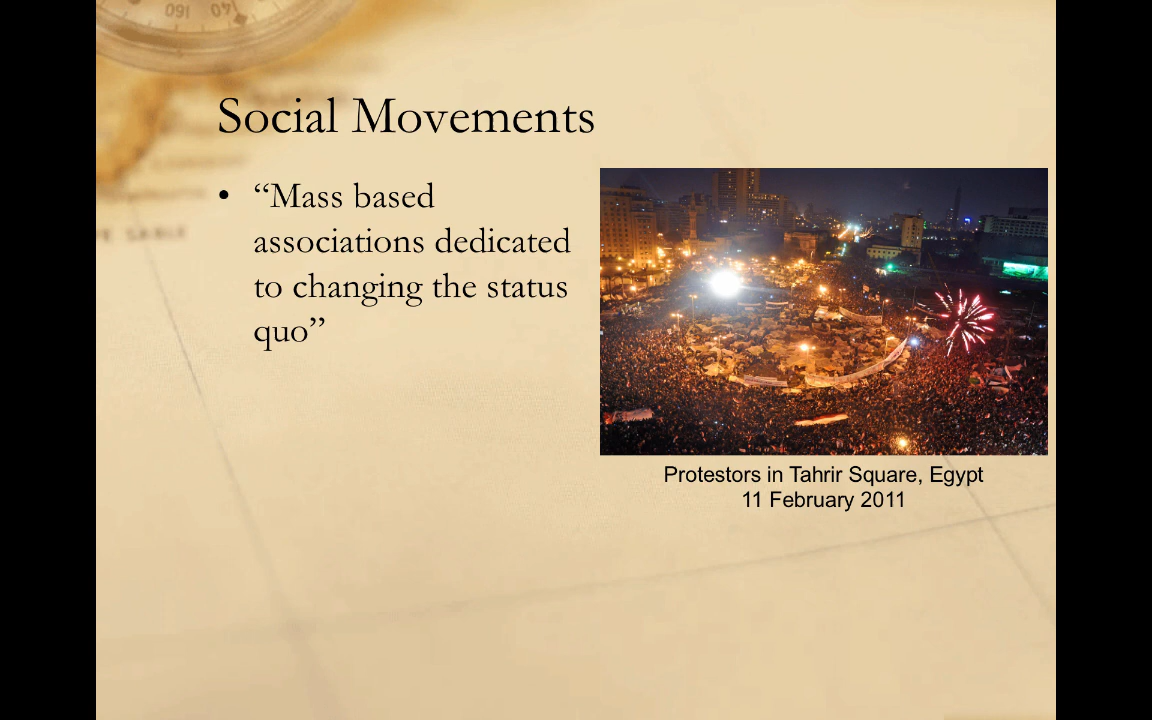 Social Movements
• “Mass based
associations dedicated
to changing the status
quo”
Protestors in Tahrir Square, Egypt
11 February 2011